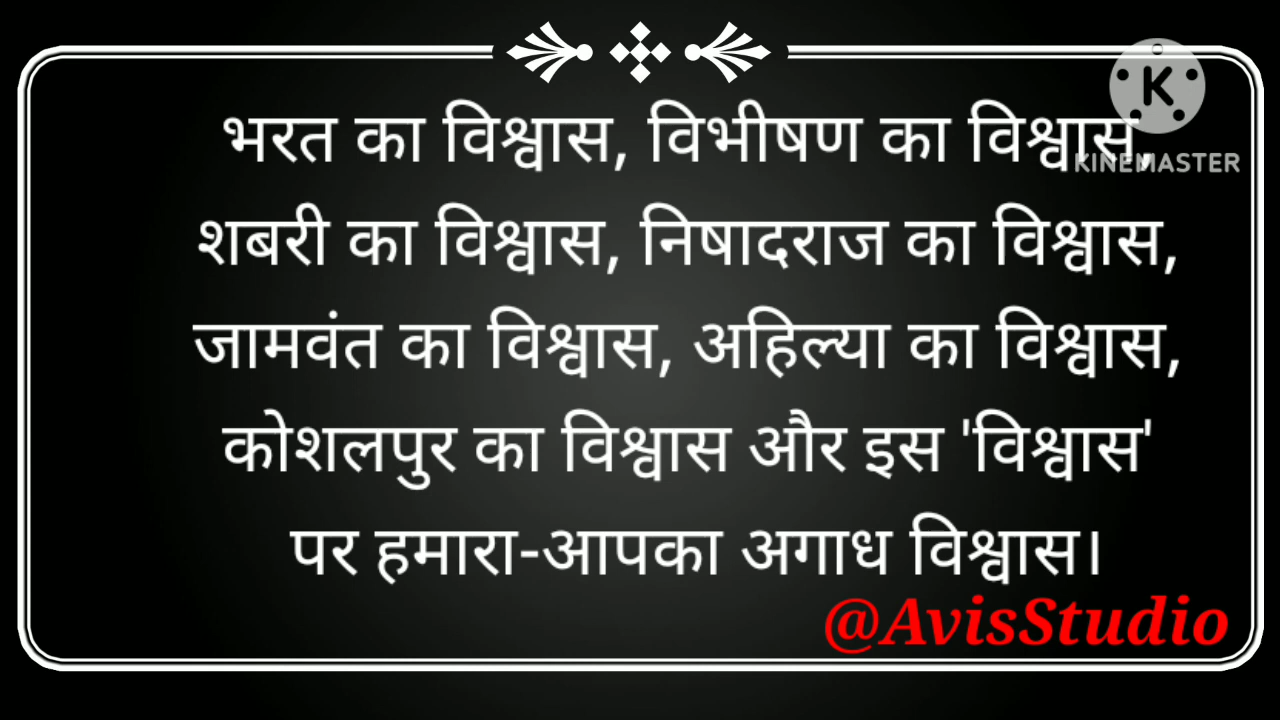 भरत का विश्वास, विभीषण का विश्वास,
शबरी का विश्वास, निषादराज का विश्वास,
जामवंत का विश्वास, अहिल्या का विश्वास,
कोशलपुर का विश्वास और इस 'विश्वास'
पर हमारा-आपका अगाध विश्वास।
@AvisStudio
K
KINEMASTER